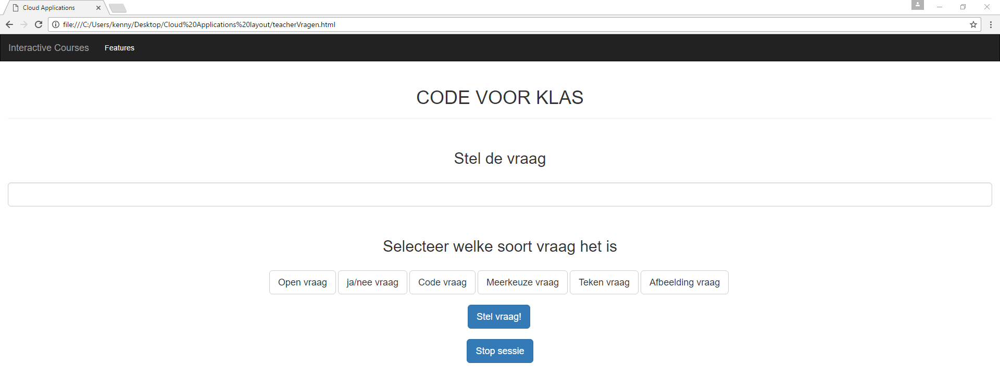 Cloud Applications
file:///C:/Users/kenny/Desktop/Cloud%20Applications%20layout/teacherVragen.html
Interactive Courses Features
CODE VOOR KLAS
Stel de vraag
Selecteer welke soort vraag het is
Open vraag ja/nee vraag Code vraag Meerkeuze vraag Teken vraag Afbeelding vraag
Stel vraag!
Stop sessie